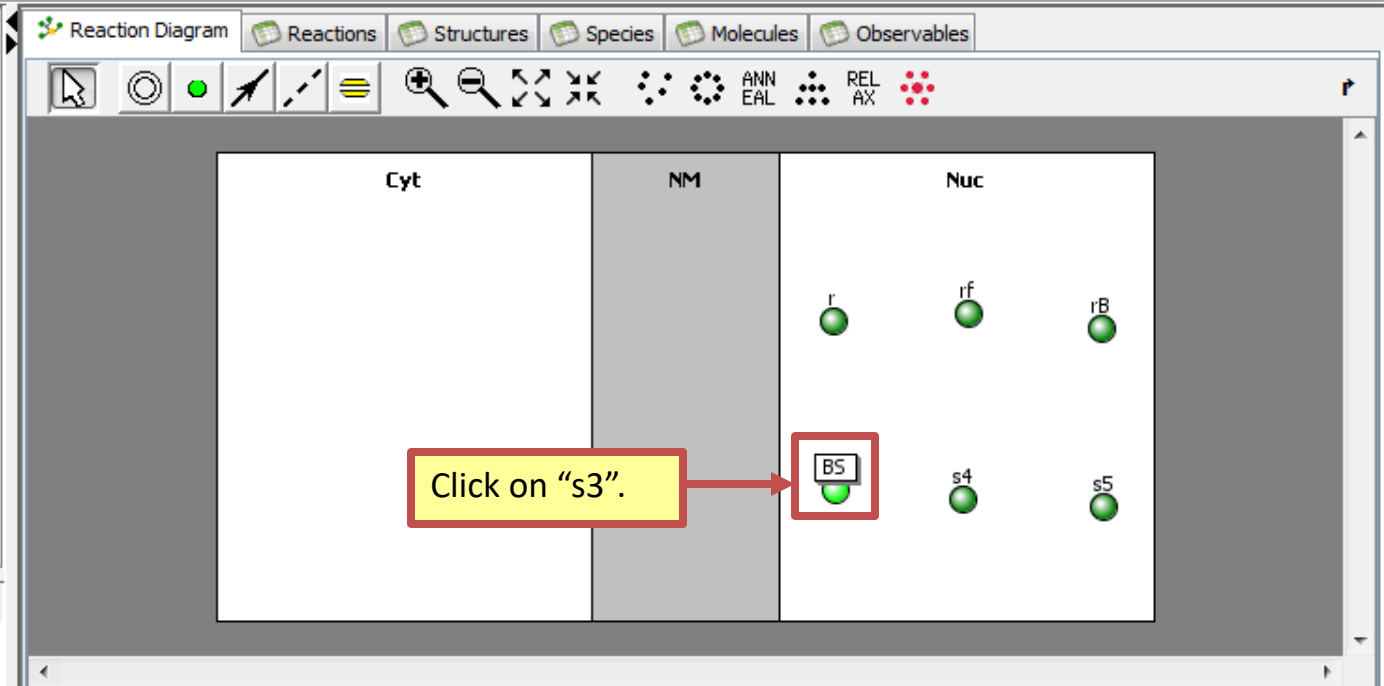 Reaction Diagram Reactions Structures Species Molecules Observables
ANN EAL REL AX
Cyt NM Nuc
r rf rB
Click on “s3”.
BS s4 s5